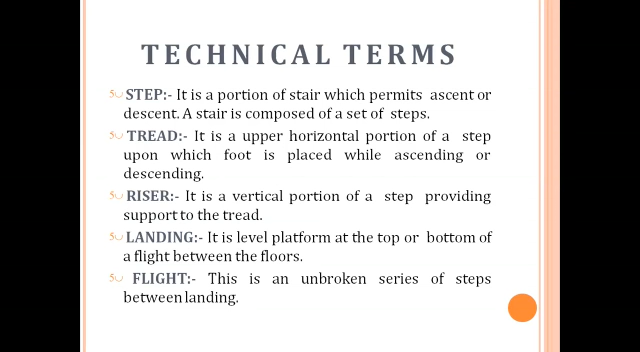 TECHNICAL TERMS
STEP:- It is a portion of stair which permits ascent or
descent. A stair is composed of a set of steps.
TREAD:- It is a upper horizontal portion of a step
upon which foot is placed while ascending or
descending.
RISER:- It is a vertical portion of a step providing
support to the tread.
LANDING:- It is level platform at the top or bottom of
a flight between the floors.
FLIGHT:- This is an unbroken series of steps
between landing.